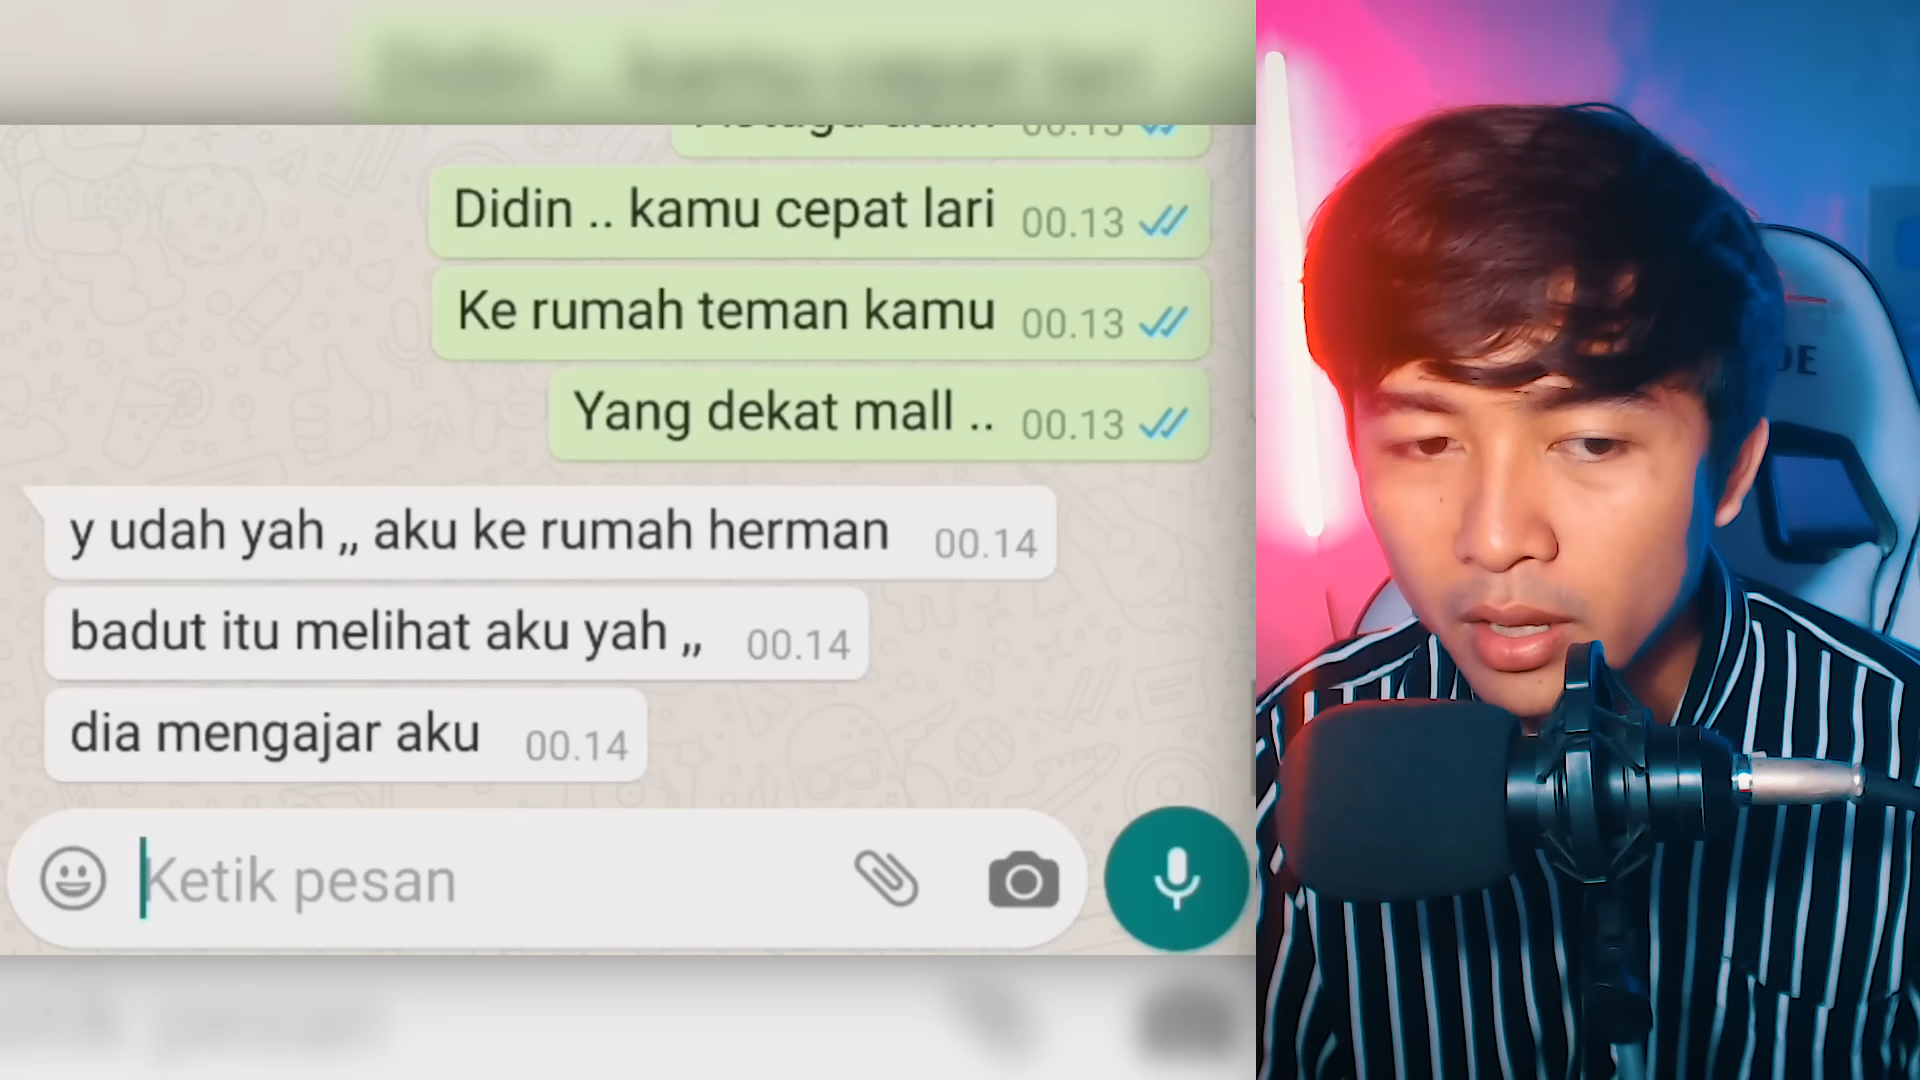 00.13
Didin .. kamu cepat lari 00.13
Ke rumah teman kamu 00.13
Yang dekat mall .. 00.13
y udah yah ,, aku ke rumah herman 00.14
badut itu melihat aku yah ,, 00.14
dia mengajar aku 00.14
Ketik pesan